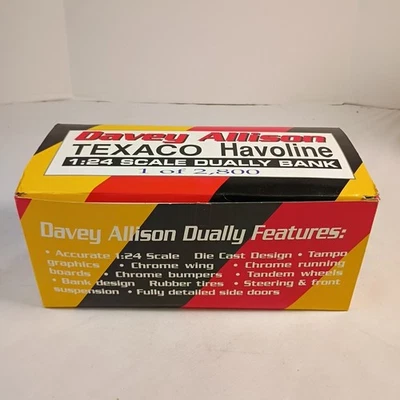 Davey Allison
TEXACO Havoline
1:24 SCALE DUALLY BANK
1 of 2,800
Davey Allison Dually Features:
• Accurate 1:24 Scale Die Cast Design • Tampo
graphics • Chrome wing • Chrome running
boards • Chrome bumpers • Tandem wheels
• Bank design Rubber tires • Steering & front
suspension • Fully detailed side doors